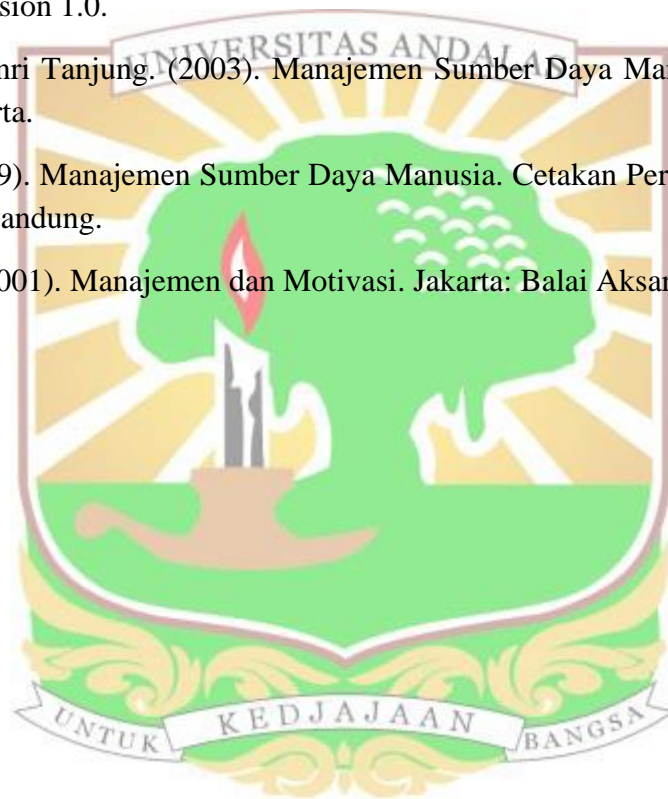 sion 1.0.
UNIVERSITAS ANDALAS
nri Tanjung. (2003). Manajemen Sumber Daya Ma
rta.
9). Manajemen Sumber Daya Manusia. Cetakan Per
andung.
001). Manajemen dan Motivasi. Jakarta: Balai Aksar
UNTUK KEDJAJAAN BANGSA